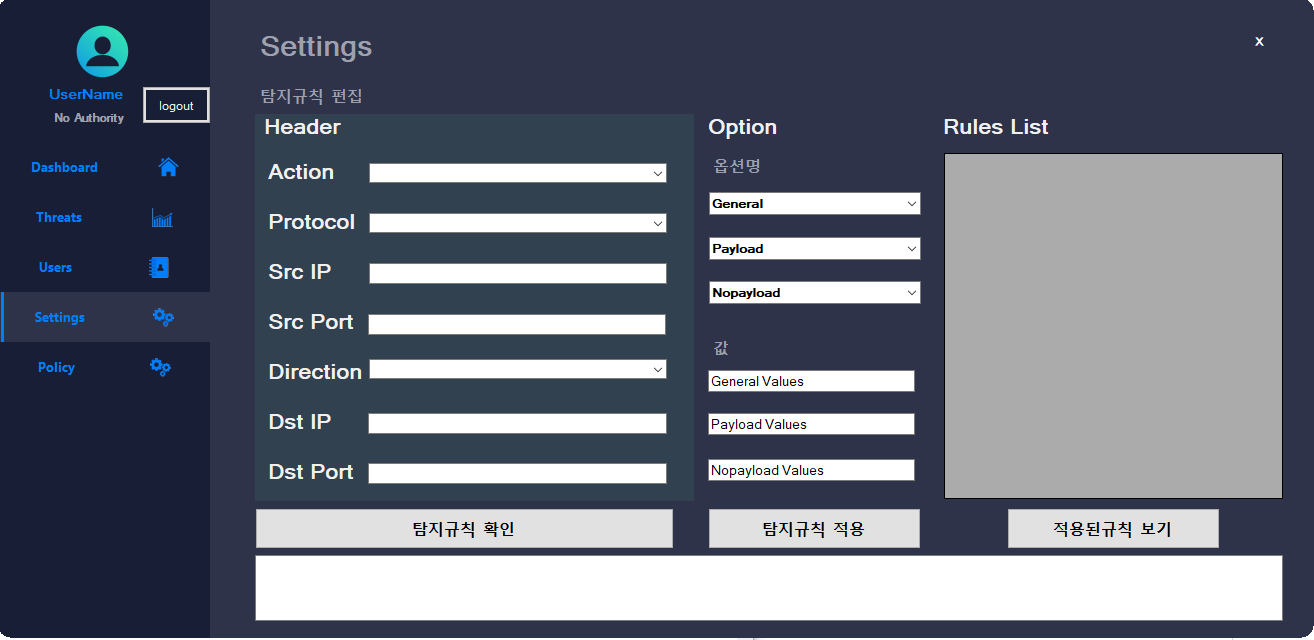 UserName
No Authority
logout
Dashboard
Threats
Users
Settings
Policy
Settings
x
탐지규칙 편집
Header
Action
Protocol
Src IP
Src Port
Direction
Dst IP
Dst Port
탐지규칙 확인
Option
옵션명
General
Payload
Nopayload
값
General Values
Payload Values
Nopayload Values
탐지규칙 적용
Rules List
적용된규칙 보기